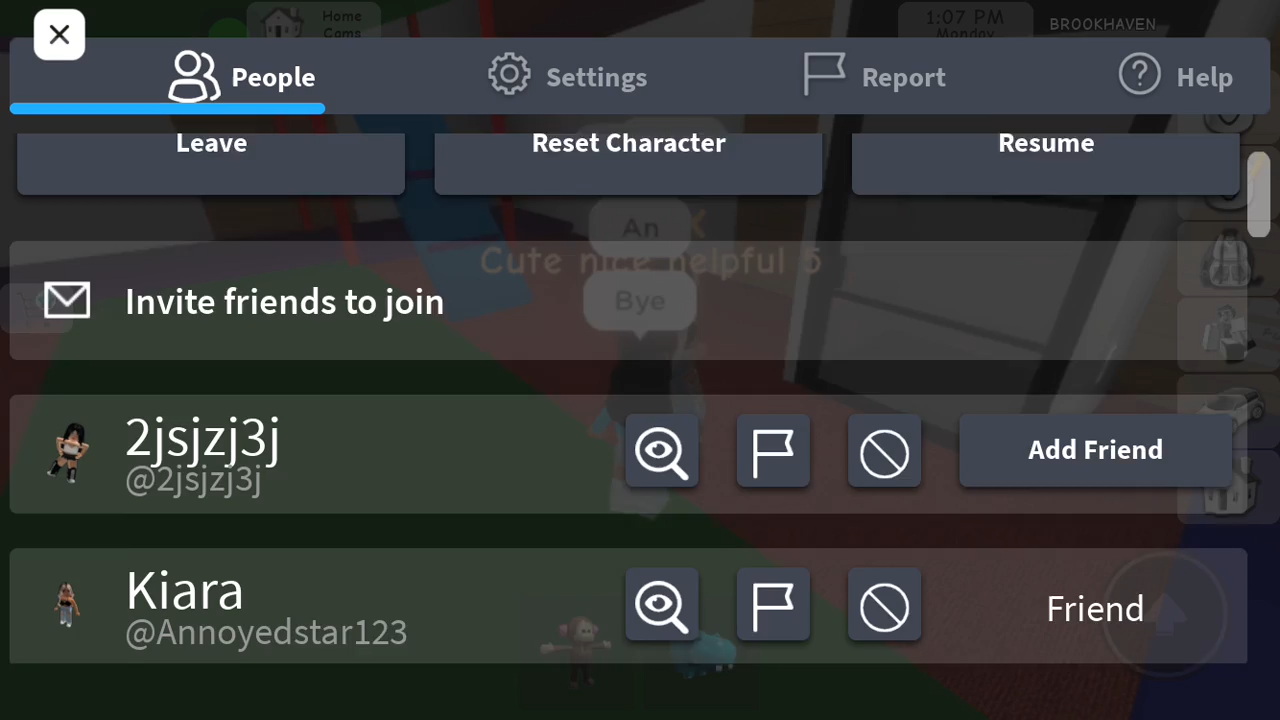 Home
1:07 PM
Monday
BROOKHAVEN
People
Settings
Report
Help
Leave
Reset Character
Resume
An
Cute nice helpful 5
Bye
Invite friends to join
2jsjzj3j
@2jsjzj3j
Add Friend
Kiara
@Annoyedstar123
Friend